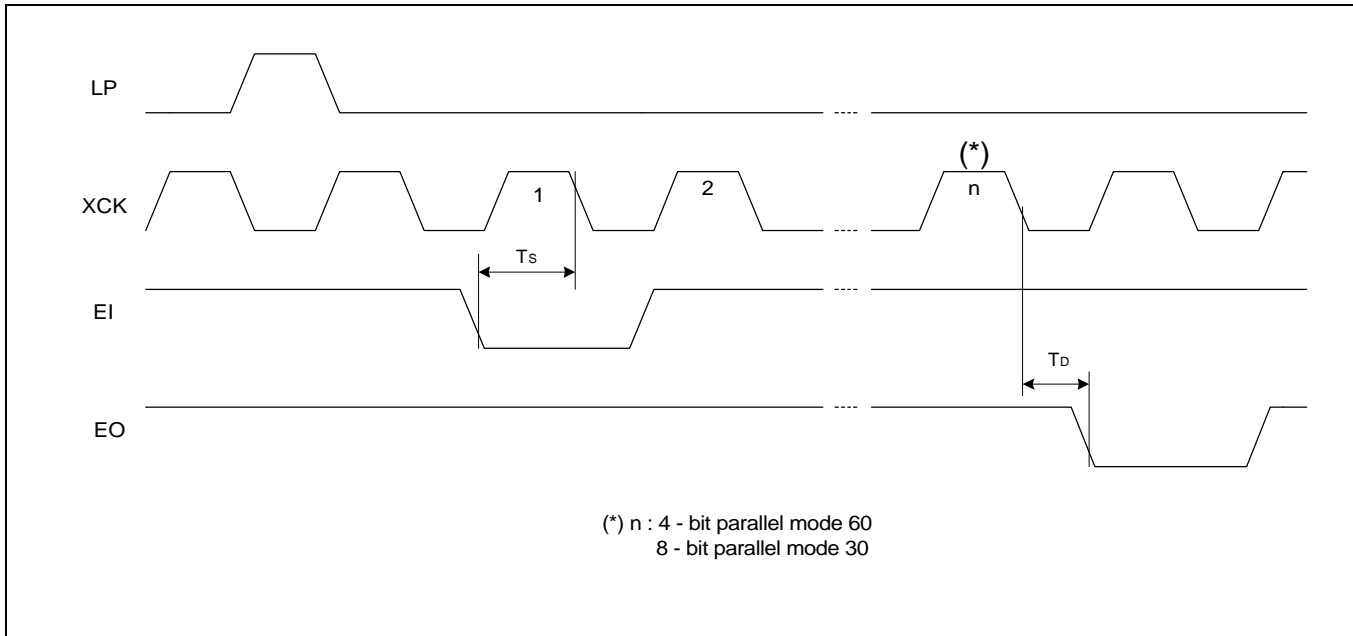 LP
(*)
n
XCK
1
2
Ts
EI
TD
EO
(*) n : 4 - bit parallel mode 60
8 - bit parallel mode 30